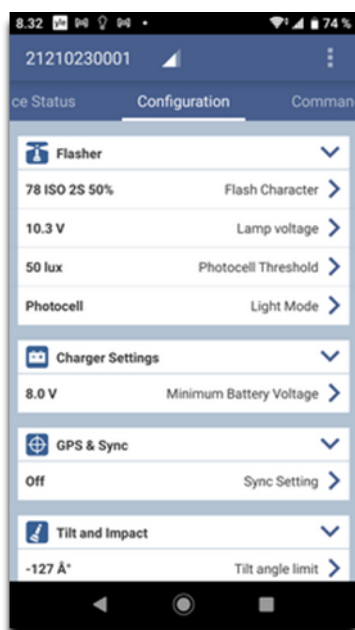 8.32 74 %
21210230001
ce Status Configuration Comman
Flasher
78 ISO 2S 50% Flash Character
10.3 V Lamp voltage
50 lux Photocell Threshold
Photocell Light Mode
Charger Settings
8.0 V Minimum Battery Voltage
GPS & Sync
Off Sync Setting
Tilt and Impact
-127 Å° Tilt angle limit